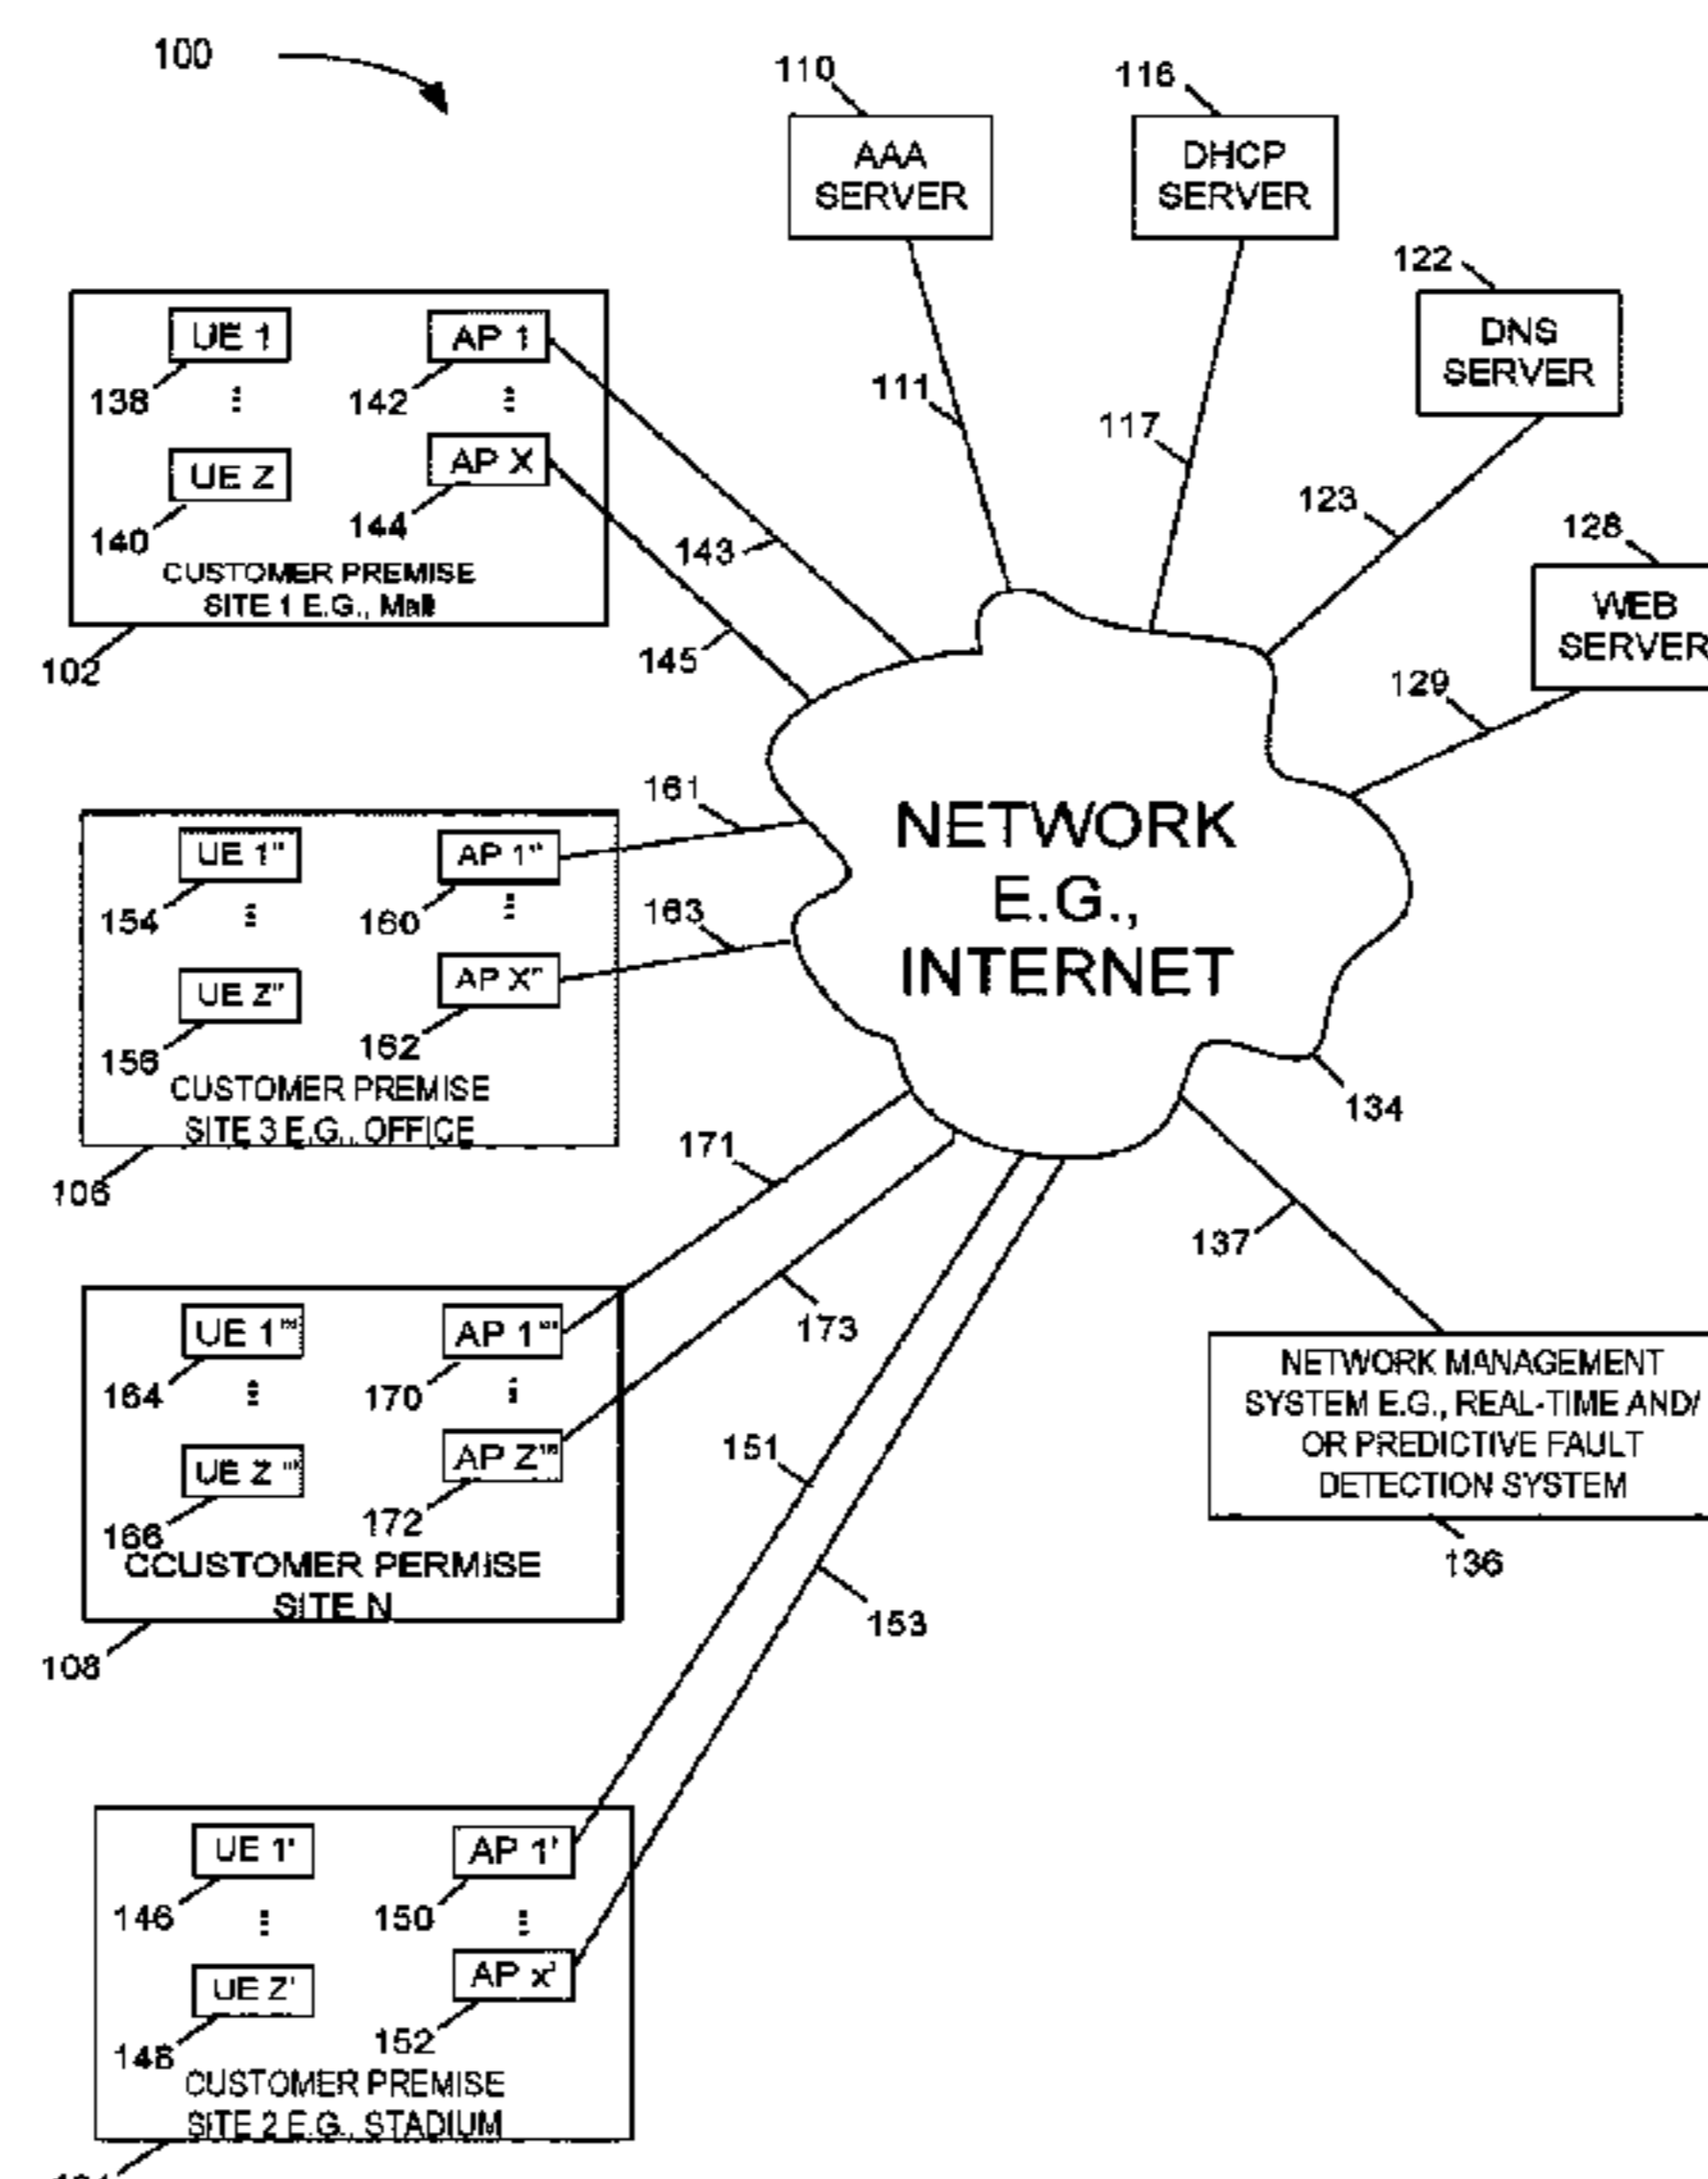 100
110
116
AAA
SERVER
DHCP
SERVER
122
DNS
SERVER
UE 1
AP 1
138
142
111
117
UE Z
AP X
140
144
123
128
143
CUSTOMER PREMISE
SITE 1 E.G., Mall
WEB
SERVER
102
145
129
161
NETWORK
E.G.,
INTERNET
UE 1"
AP 1"
154
160
163
UE Z"
AP X"
156
162
CUSTOMER PREMISE
SITE 3 E.G., OFFICE
106
134
171
137
173
UE 1"'
AP 1"'
164
170
NETWORK MANAGEMENT
SYSTEM E.G., REAL-TIME AND/
OR PREDICTIVE FAULT
DETECTION SYSTEM
136
151
UE Z "'
AP Z"'
166
172
CCUSTOMER PERMISE
SITE N
108
153
UE 1'
AP 1'
146
150
UE Z'
AP x'
148
152
CUSTOMER PREMISE
SITE 2 E.G., STADIUM